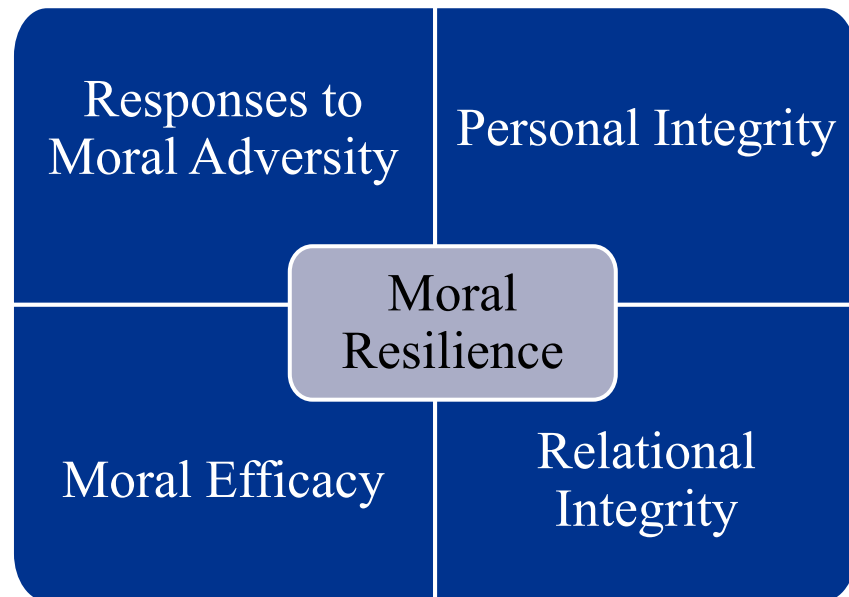 Responses to
Moral Adversity
Personal Integrity
Moral
Resilience
Moral Efficacy
Relational
Integrity